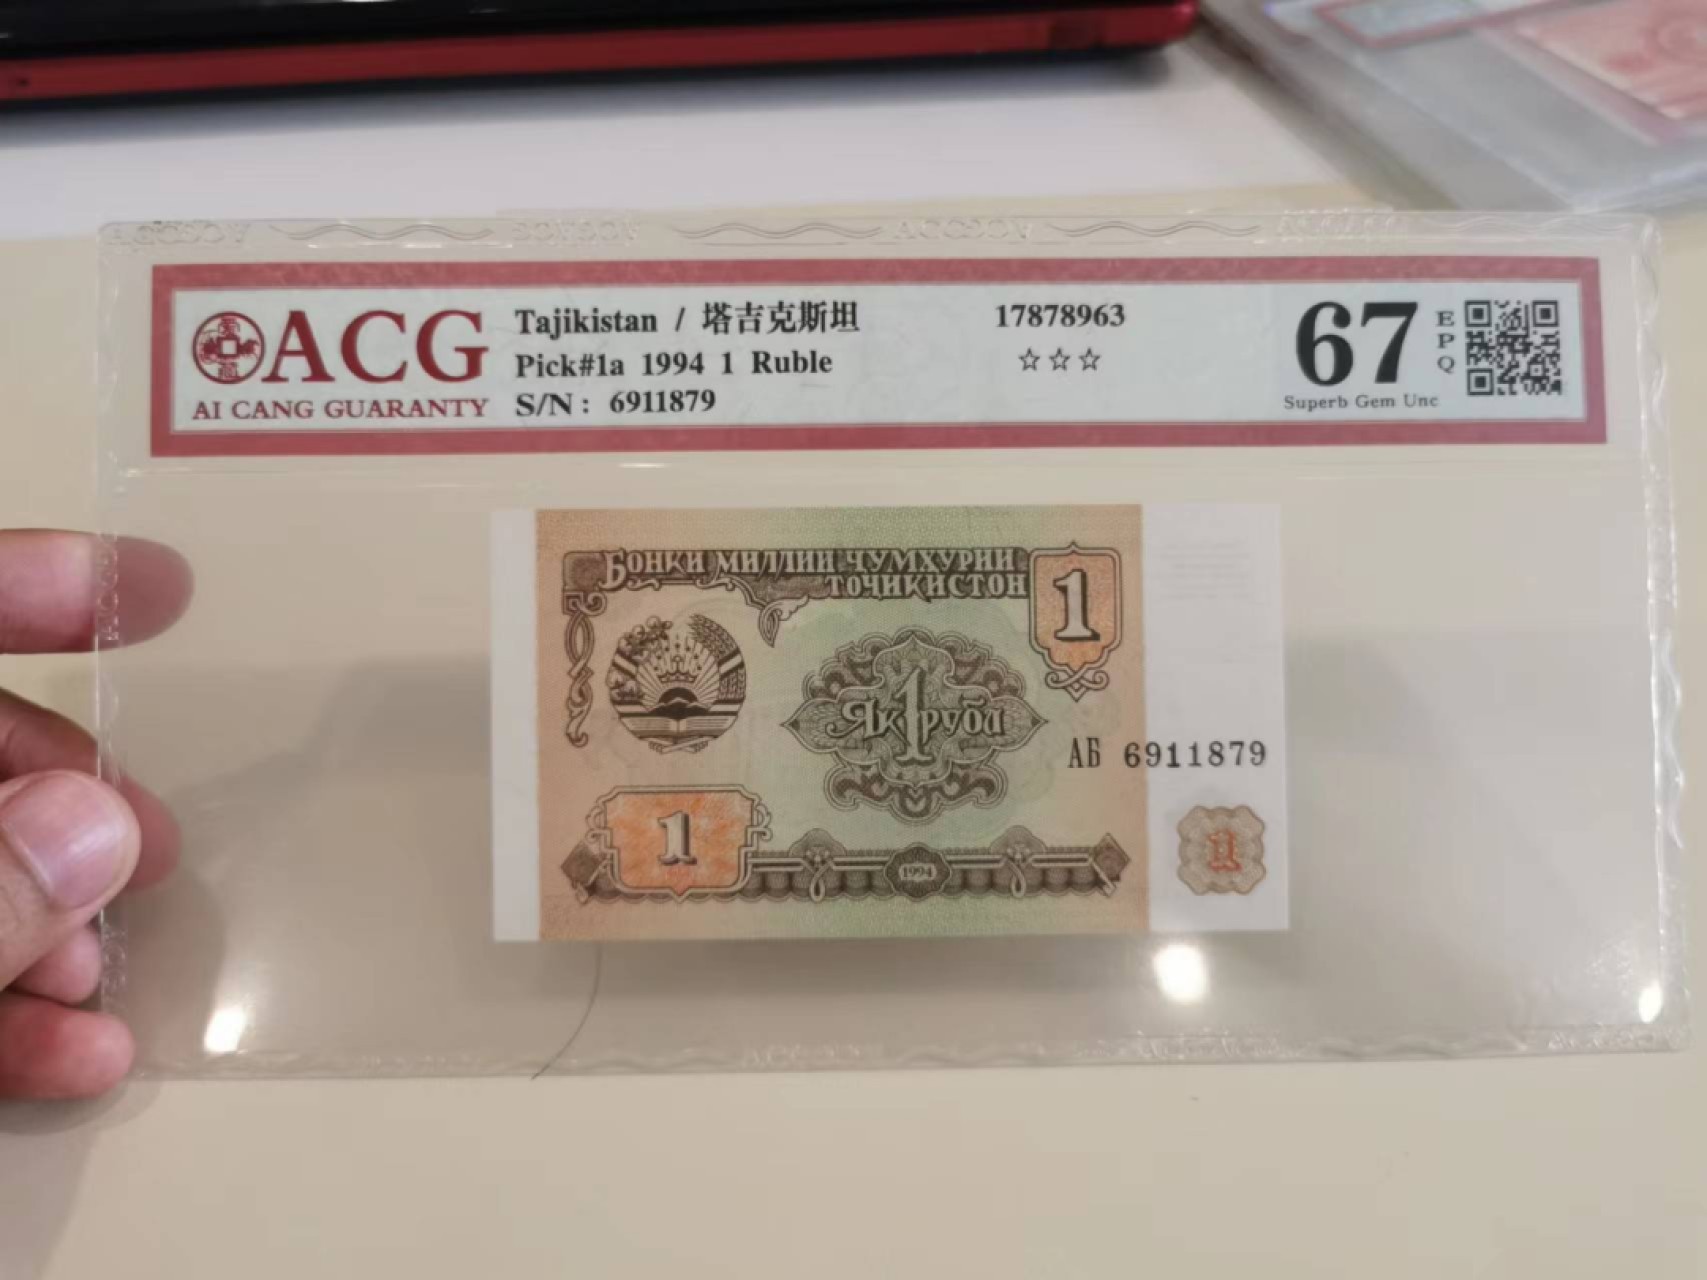 ACG
AI CANG GUARANTY
Tajikistan / 塔吉克斯坦
Pick#1a 1994 1 Ruble
S/N: 6911879
17878963
☆☆☆
67
EPQ
Superb Gem Unc
БОНКИ МИЛЛИИ ҶУМҲУРИИ
ТОҶИКИСТОН
1
1
Як рубл
АБ 6911879
1
1994
1